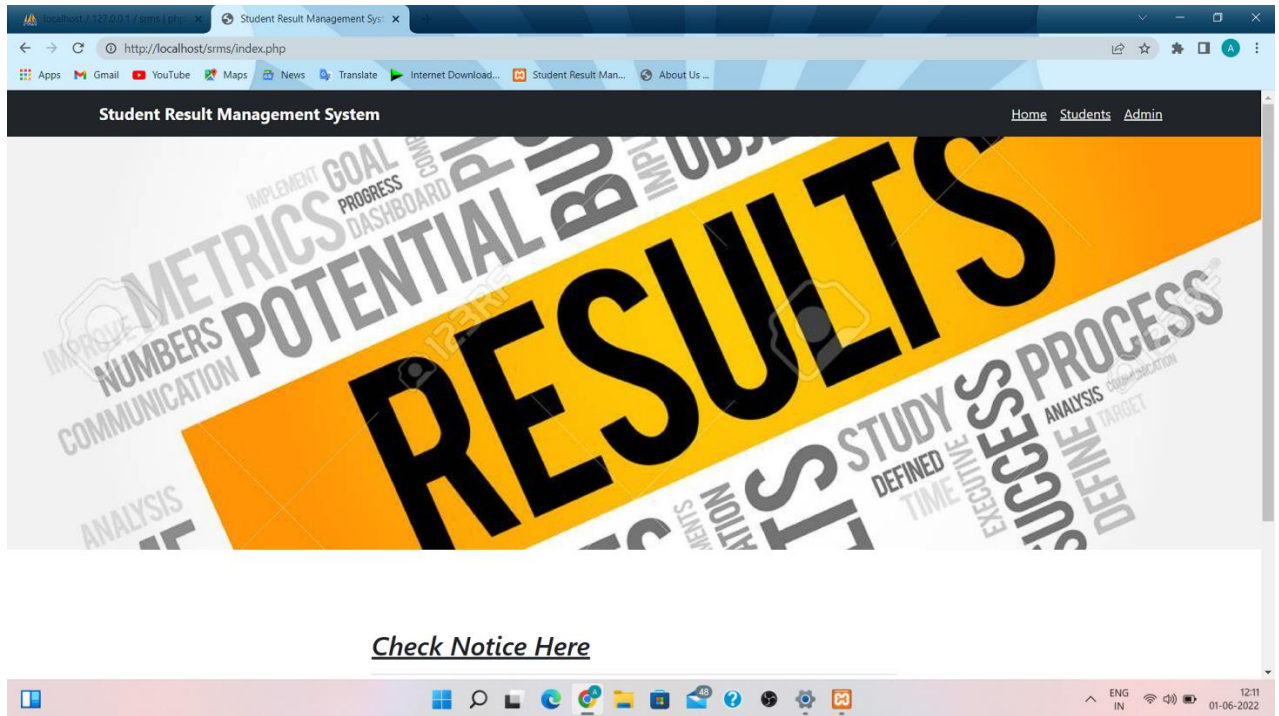 localhost / 127.0.0.1 / srms | php
Student Result Management Syst
http://localhost/srms/index.php
A
Apps Gmail YouTube Maps News Translate Internet Download... Student Result Man... About Us ...
Student Result Management System
Home Students Admin
IMPLEMENT
GOAL
PROGRESS
METRICS
DASHBOARD
POTENTIAL
IMPROVE
NUMBERS
COMMUNICATION
RESULTS
123RF
PROCESS
SUCCESS
STUDY
DEFINED
TIME
EXECUTIVE
ANALYSIS
COMMUNICATION
TARGET
DEFINE
SUCCESS
ANALYSIS
Check Notice Here
48
ENG
IN
12:11
01-06-2022